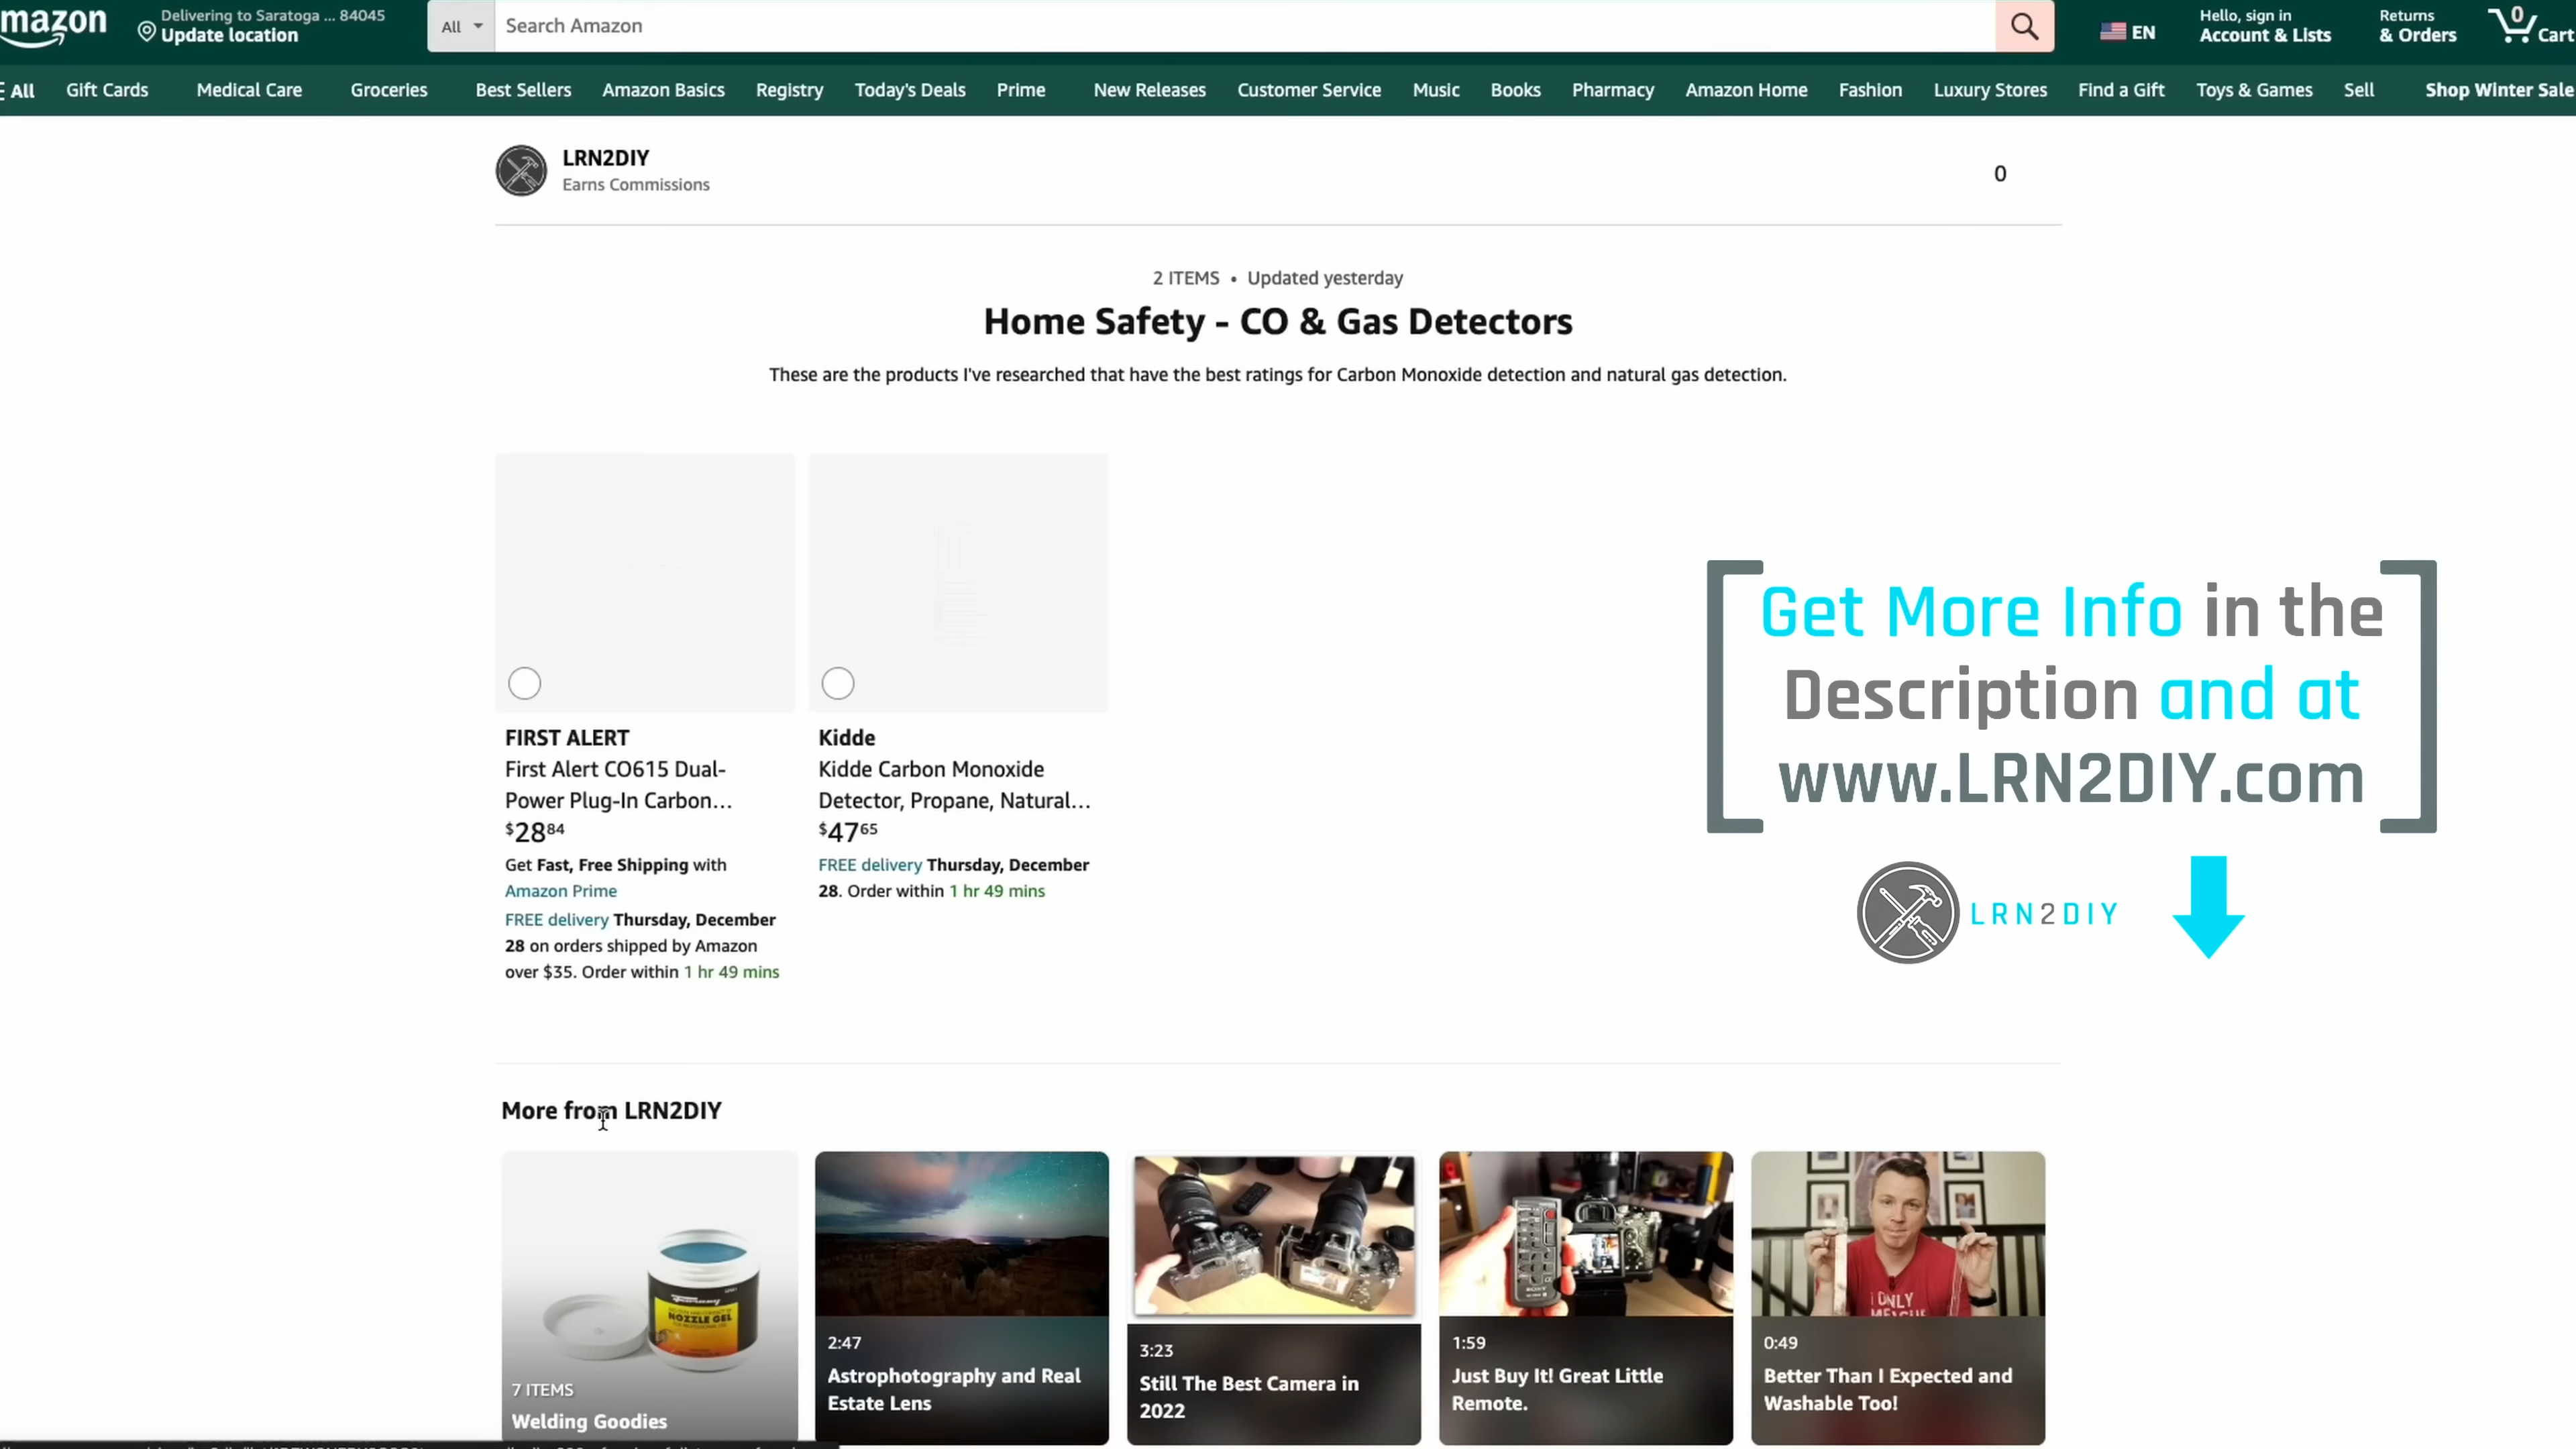 mazon
Delivering to Saratoga ... 84045
Update location
All
Search Amazon
EN
Hello, sign in
Account & Lists
Returns
& Orders
0
Cart
All
Gift Cards
Medical Care
Groceries
Best Sellers
Amazon Basics
Registry
Today's Deals
Prime
New Releases
Customer Service
Music
Books
Pharmacy
Amazon Home
Fashion
Luxury Stores
Find a Gift
Toys & Games
Sell
Shop Winter Sale
LRN2DIY
Earns Commissions
0
2 ITEMS • Updated yesterday
Home Safety - CO & Gas Detectors
These are the products I've researched that have the best ratings for Carbon Monoxide detection and natural gas detection.
FIRST ALERT
First Alert CO615 Dual-
Power Plug-In Carbon...
$2884
Get Fast, Free Shipping with
Amazon Prime
FREE delivery Thursday, December
28 on orders shipped by Amazon
over $35. Order within 1 hr 49 mins
Kidde
Kidde Carbon Monoxide
Detector, Propane, Natural...
$4765
FREE delivery Thursday, December
28. Order within 1 hr 49 mins
Get More Info in the
Description and at
www.LRN2DIY.com
LRN2DIY
More from LRN2DIY
NOZZLE GEL
7 ITEMS
Welding Goodies
2:47
Astrophotography and Real
Estate Lens
3:23
Still The Best Camera in
2022
1:59
Just Buy It! Great Little
Remote.
I ONLY
0:49
Better Than I Expected and
Washable Too!